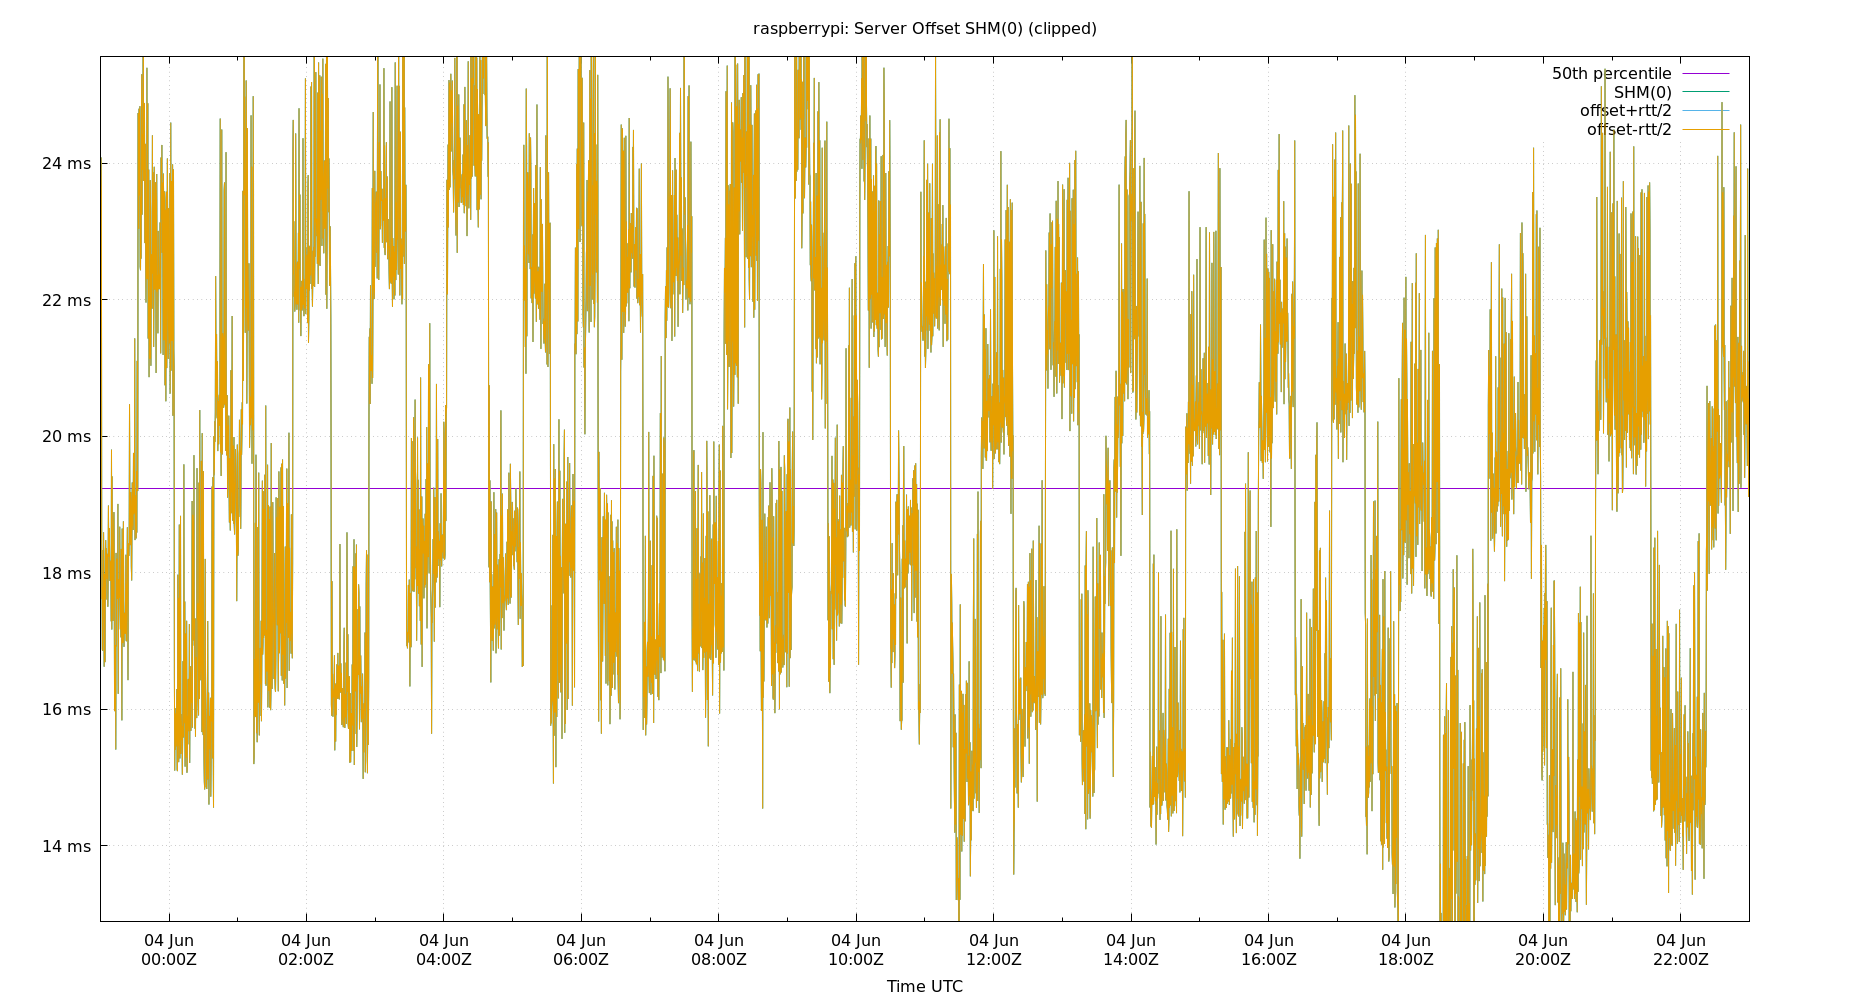 raspberrypi: Server Offset SHM(0) (clipped)
50th percentile
SHM(0)
offset+rtt/2
offset-rtt/2
24 ms
22 ms
20 ms
18 ms
16 ms
14 ms
04 Jun 04 Jun 04 Jun 04 Jun 04 Jun 04 Jun 04 Jun 04 Jun 04 Jun 04 Jun 04 Jun 04 Jun
00:00Z 02:00Z 04:00Z 06:00Z 08:00Z 10:00Z 12:00Z 14:00Z 16:00Z 18:00Z 20:00Z 22:00Z
Time UTC